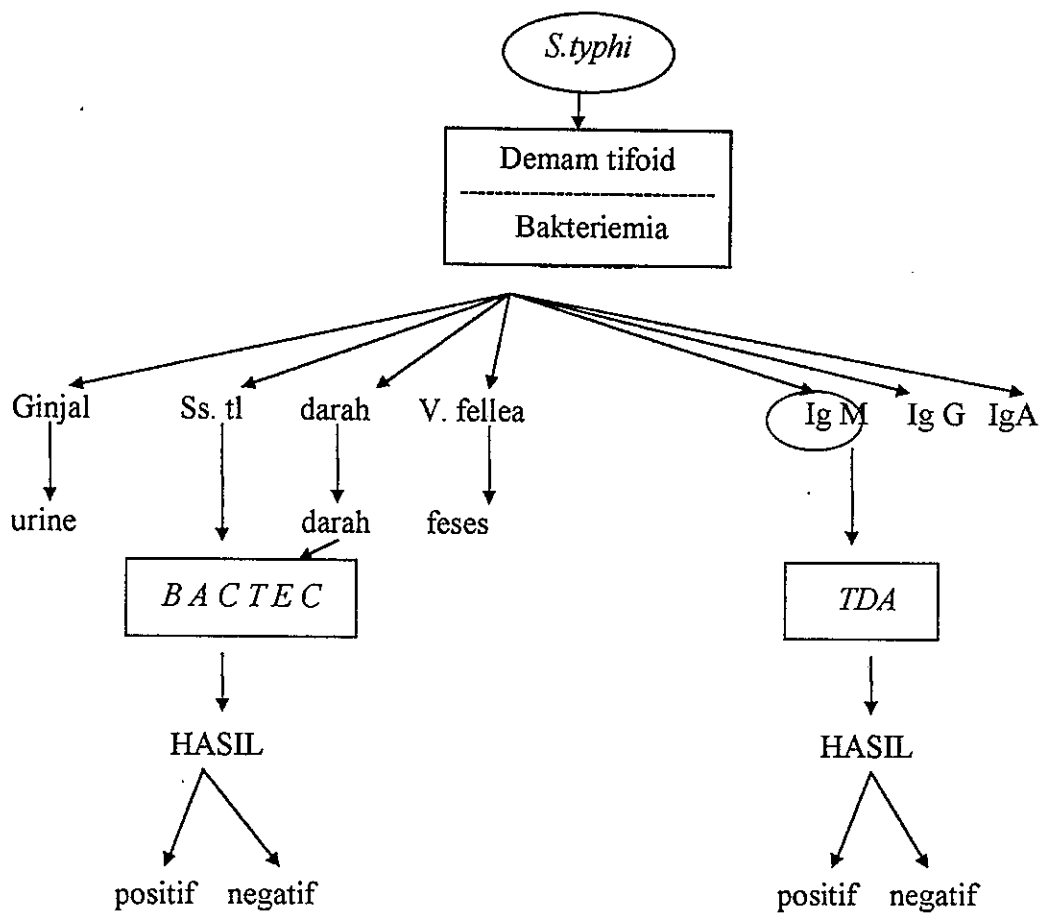 S.typhi
Demam tifoid
Bakteriemia
Ginjal Ss. tl darah V. fellea Ig M Ig G IgA
urine darah feses
BACTEC TDA
HASIL HASIL
positif negatif positif negatif